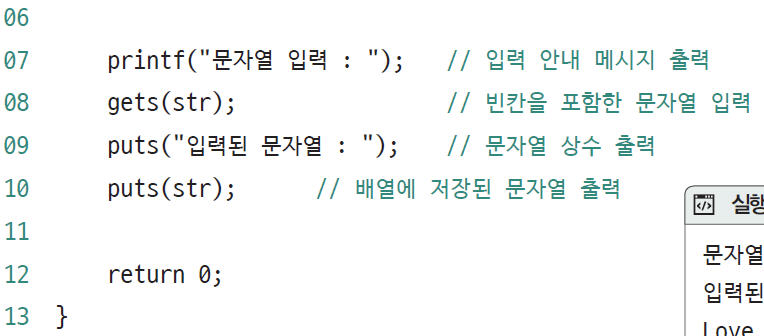 06
07 printf("문자열 입력 : "); // 입력 안내 메시지 출력
08 gets(str); // 빈칸을 포함한 문자열 입력
09 puts("입력된 문자열 : "); // 문자열 상수 출력
10 puts(str); // 배열에 저장된 문자열 출력
11
실행
12 return 0;
문자열
입력된
13 }
Love